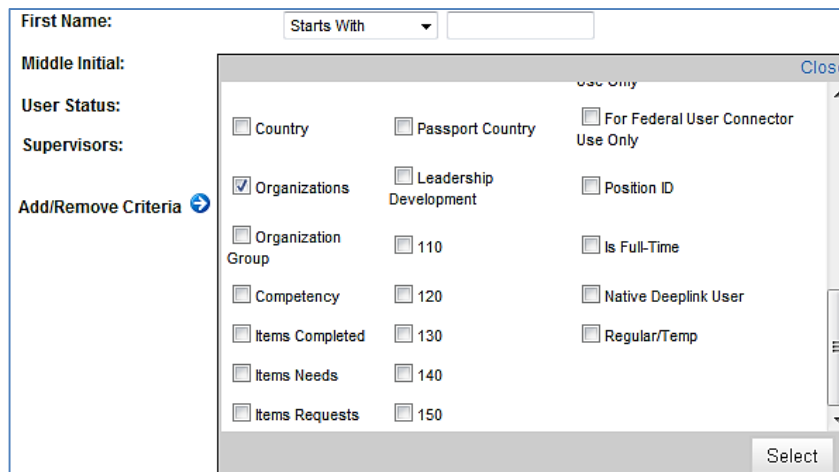 First Name:
Starts With
Middle Initial:
Close
User Status:
Use Only
Country
Passport Country
For Federal User Connector
Use Only
Supervisors:
Organizations
Leadership
Development
Position ID
Add/Remove Criteria
Organization
Group
110
Is Full-Time
Competency
120
Native Deeplink User
Items Completed
130
Regular/Temp
Items Needs
140
Items Requests
150
Select